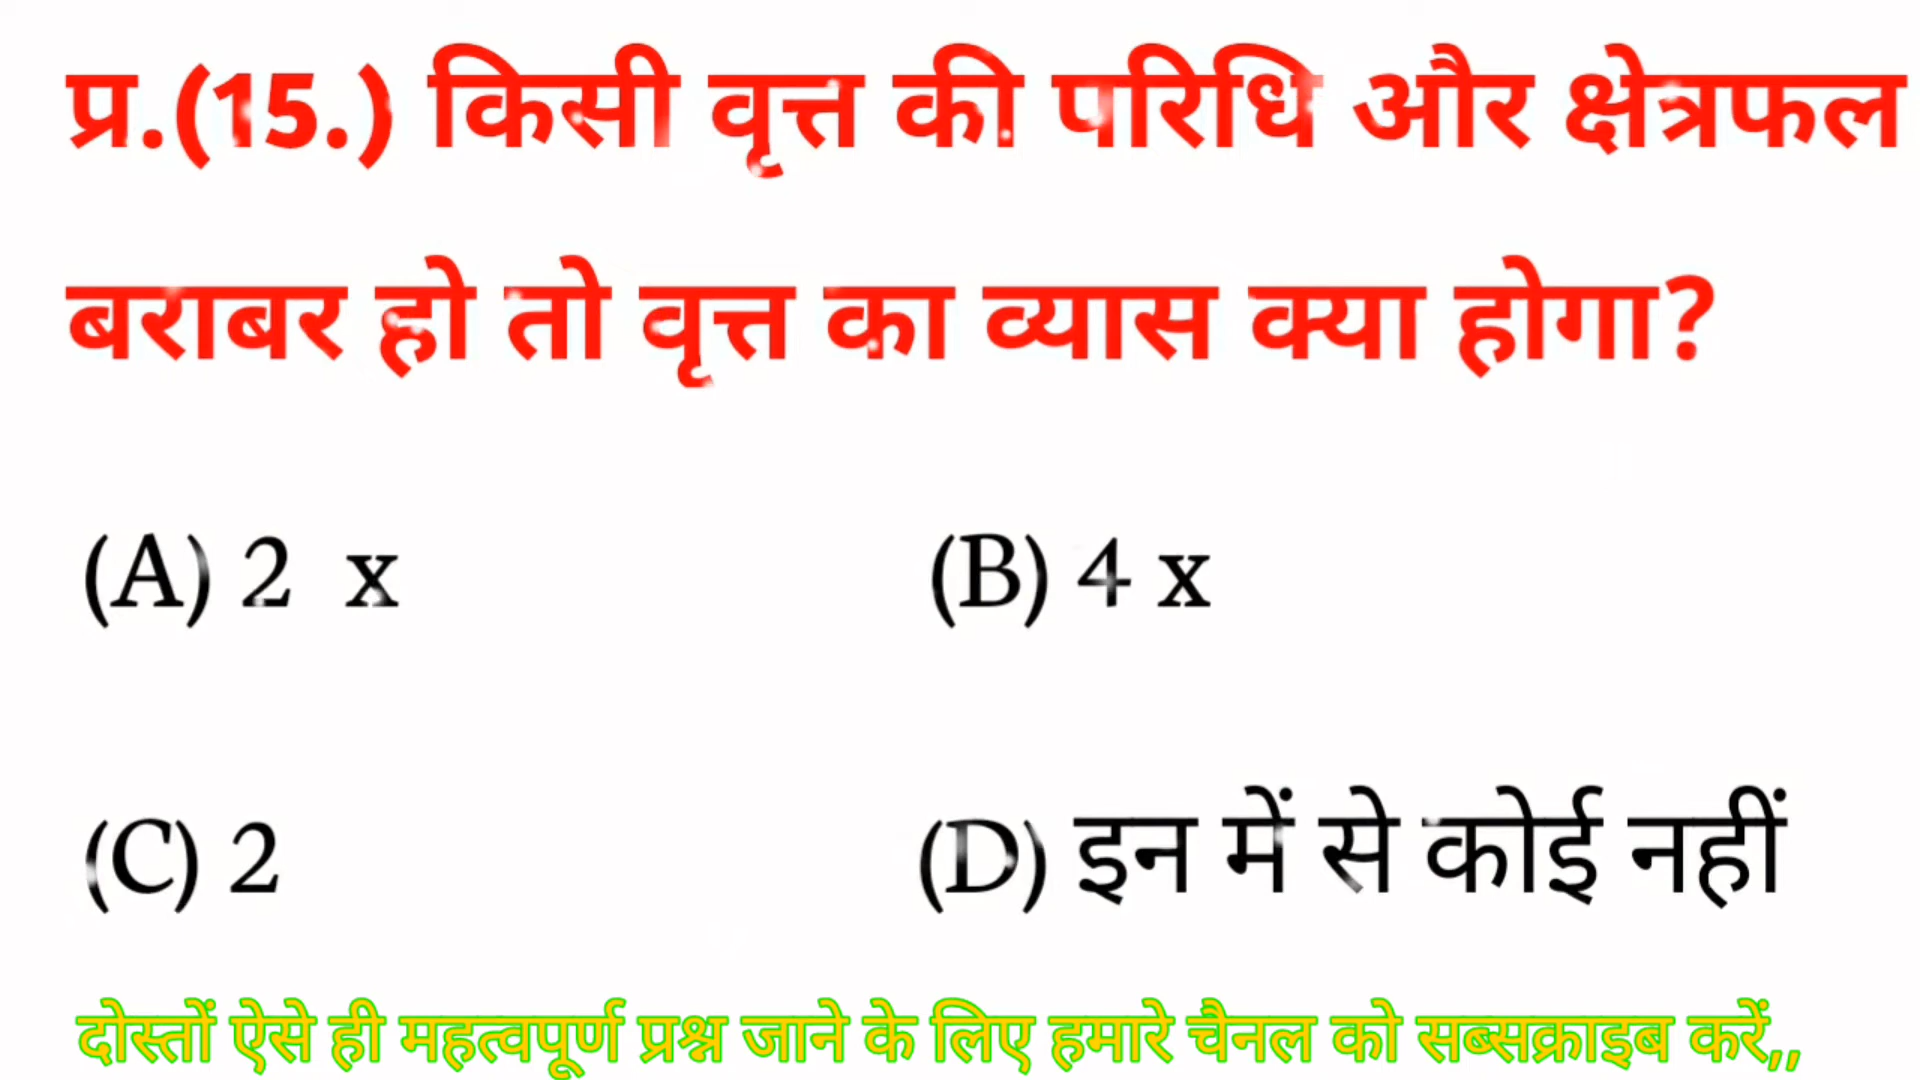 प्र.(15.) किसी वृत्त की परिधि और क्षेत्रफल
बराबर हो तो वृत्त का व्यास क्या होगा?
(A) 2 x (B) 4 x
(C) 2 (D) इन में से कोई नहीं
दोस्तों ऐसे ही महत्वपूर्ण प्रश्न जाने के लिए हमारे चैनल को सब्सक्राइब करें,,